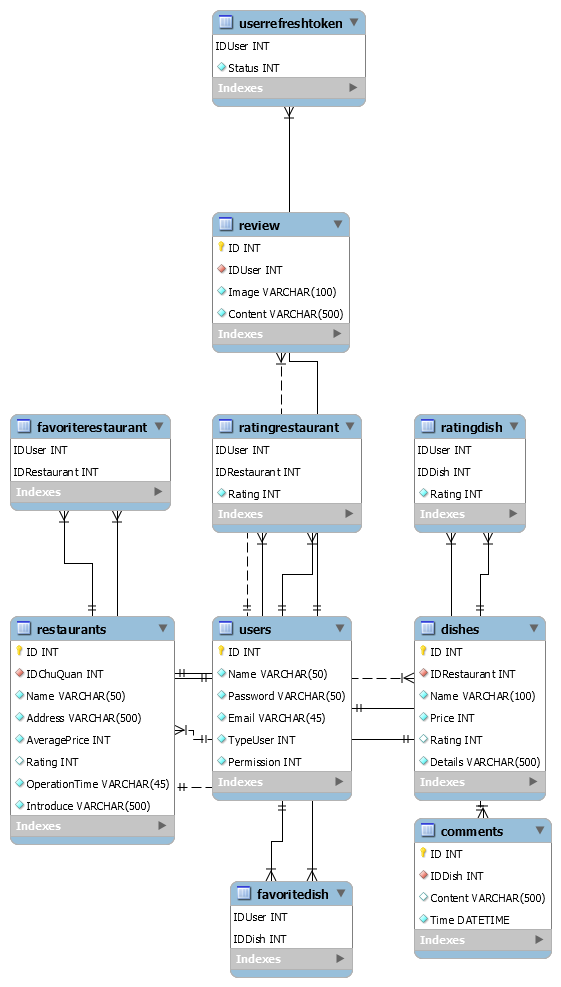 userrefreshtoken
IDUser INT
Status INT
Indexes
review
ID INT
IDUser INT
Image VARCHAR(100)
Content VARCHAR(500)
Indexes
favoriterestaurant
IDUser INT
IDRestaurant INT
Indexes
ratingrestaurant
IDUser INT
IDRestaurant INT
Rating INT
Indexes
ratingdish
IDUser INT
IDDish INT
Rating INT
Indexes
restaurants
ID INT
IDChuQuan INT
Name VARCHAR(50)
Address VARCHAR(500)
AveragePrice INT
Rating INT
OperationTime VARCHAR(45)
Introduce VARCHAR(500)
Indexes
users
ID INT
Name VARCHAR(50)
Password VARCHAR(50)
Email VARCHAR(45)
TypeUser INT
Permission INT
Indexes
dishes
ID INT
IDRestaurant INT
Name VARCHAR(100)
Price INT
Rating INT
Details VARCHAR(500)
Indexes
comments
ID INT
IDDish INT
Content VARCHAR(500)
Time DATETIME
Indexes
favoritedish
IDUser INT
IDDish INT
Indexes